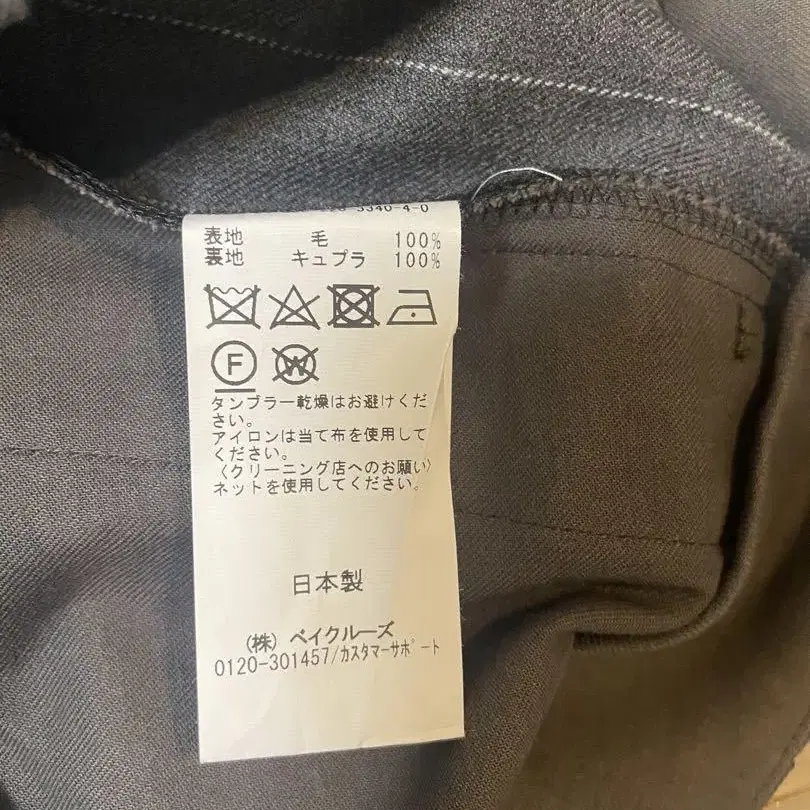 3340-4-0
表地 毛 100%
裏地 キュプラ 100%
F W
タンブラー乾燥はお避けくだ
さい。
アイロンは当て布を使用して
ください。
〈クリーニング店へのお願い〉
ネットを使用してください。
日本製
(株) ベイクルーズ
0120-301457/カスタマーサポート